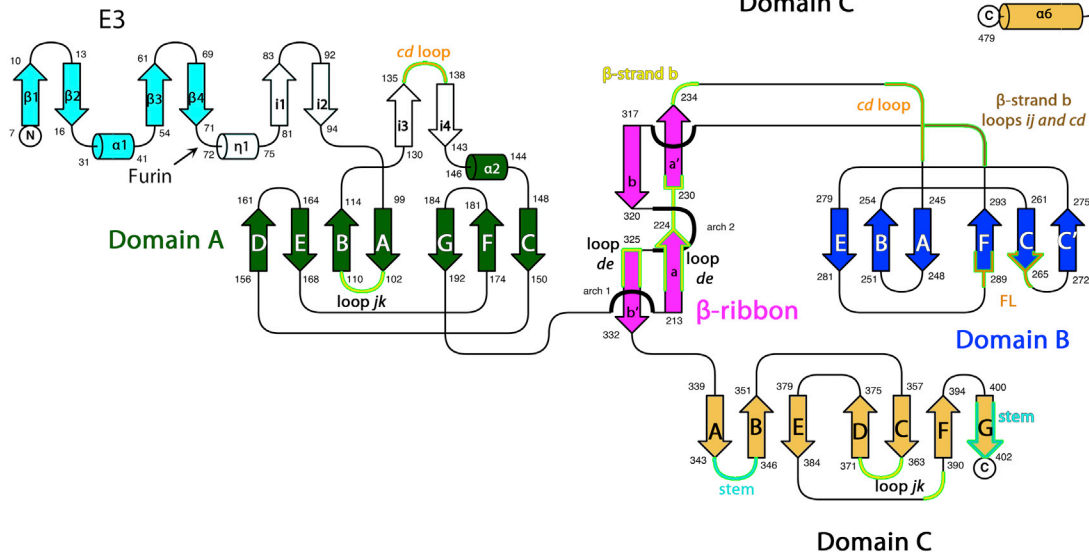 Domain C
C
α6
479
E3
10
13
61
69
83
92
cd loop
135
138
β1
β2
β3
β4
i1
i2
i3
i4
7
N
16
54
71
81
94
130
143
α1
31
41
72
η1
75
Furin
146
α2
144
161
164
114
99
184
181
148
Domain A
D
E
B
A
G
F
C
156
168
110
102
192
174
150
loop jk
β-strand b
234
317
cd loop
β-strand b
loops ij and cd
a'
b
230
320
224
arch 2
loop
de
325
loop
de
a
arch 1
b'
213
332
β-ribbon
279
254
245
293
261
275
E
B
A
F
C
C'
281
251
248
289
265
272
FL
Domain B
339
351
379
375
357
394
400
A
B
E
D
C
F
G
stem
343
346
384
371
363
390
402
C
stem
loop jk
Domain C